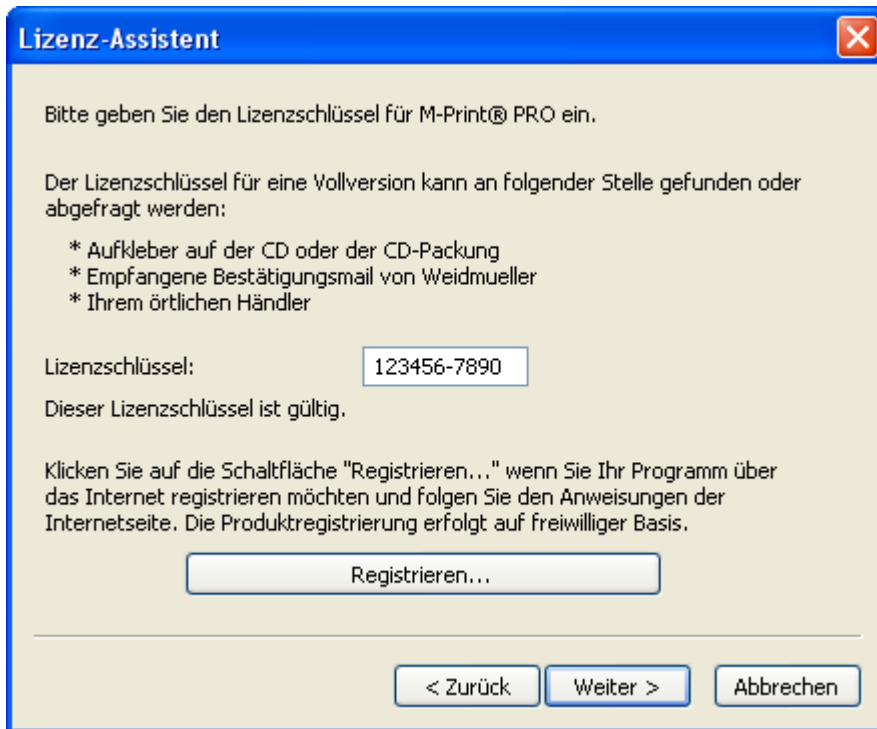 Lizenz-Assistent
Bitte geben Sie den Lizenzschlüssel für M-Print® PRO ein.
Der Lizenzschlüssel für eine Vollversion kann an folgender Stelle gefunden oder
abgefragt werden:
* Aufkleber auf der CD oder der CD-Packung
* Empfangene Bestätigungsmail von Weidmueller
* Ihrem örtlichen Händler
Lizenzschlüssel: 123456-7890
Dieser Lizenzschlüssel ist gültig.
Klicken Sie auf die Schaltfläche "Registrieren..." wenn Sie Ihr Programm über
das Internet registrieren möchten und folgen Sie den Anweisungen der
Internetseite. Die Produktregistrierung erfolgt auf freiwilliger Basis.
Registrieren...
< Zurück Weiter > Abbrechen